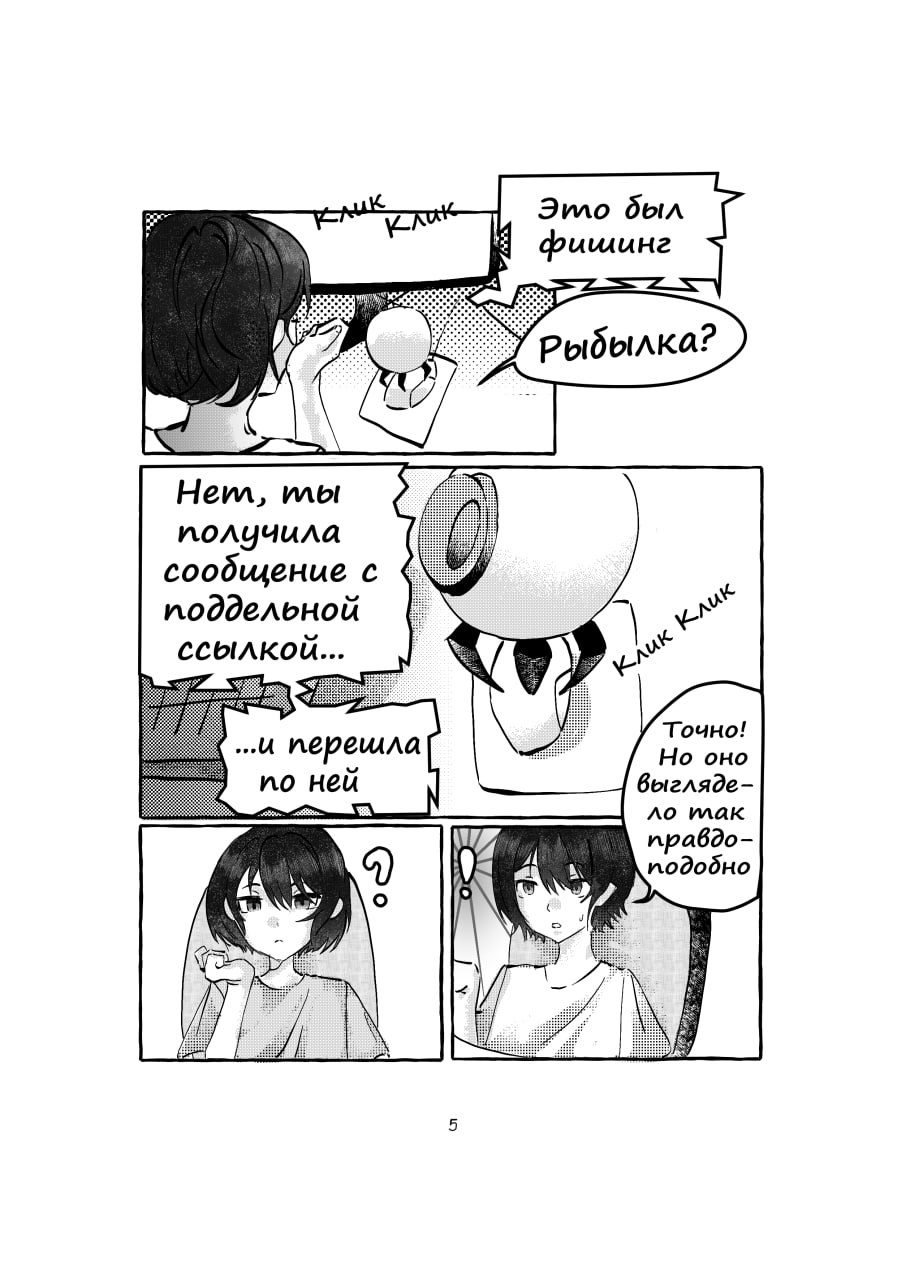 Клик
Клик
Это был
фишинг
Рыбылка?
Нет, ты
получила
сообщение с
поддельной
ссылкой...
...и перешла
по ней
Клик Клик
Точно!
Но оно
выгляде-
ло так
правдо-
подобно
?
!
5